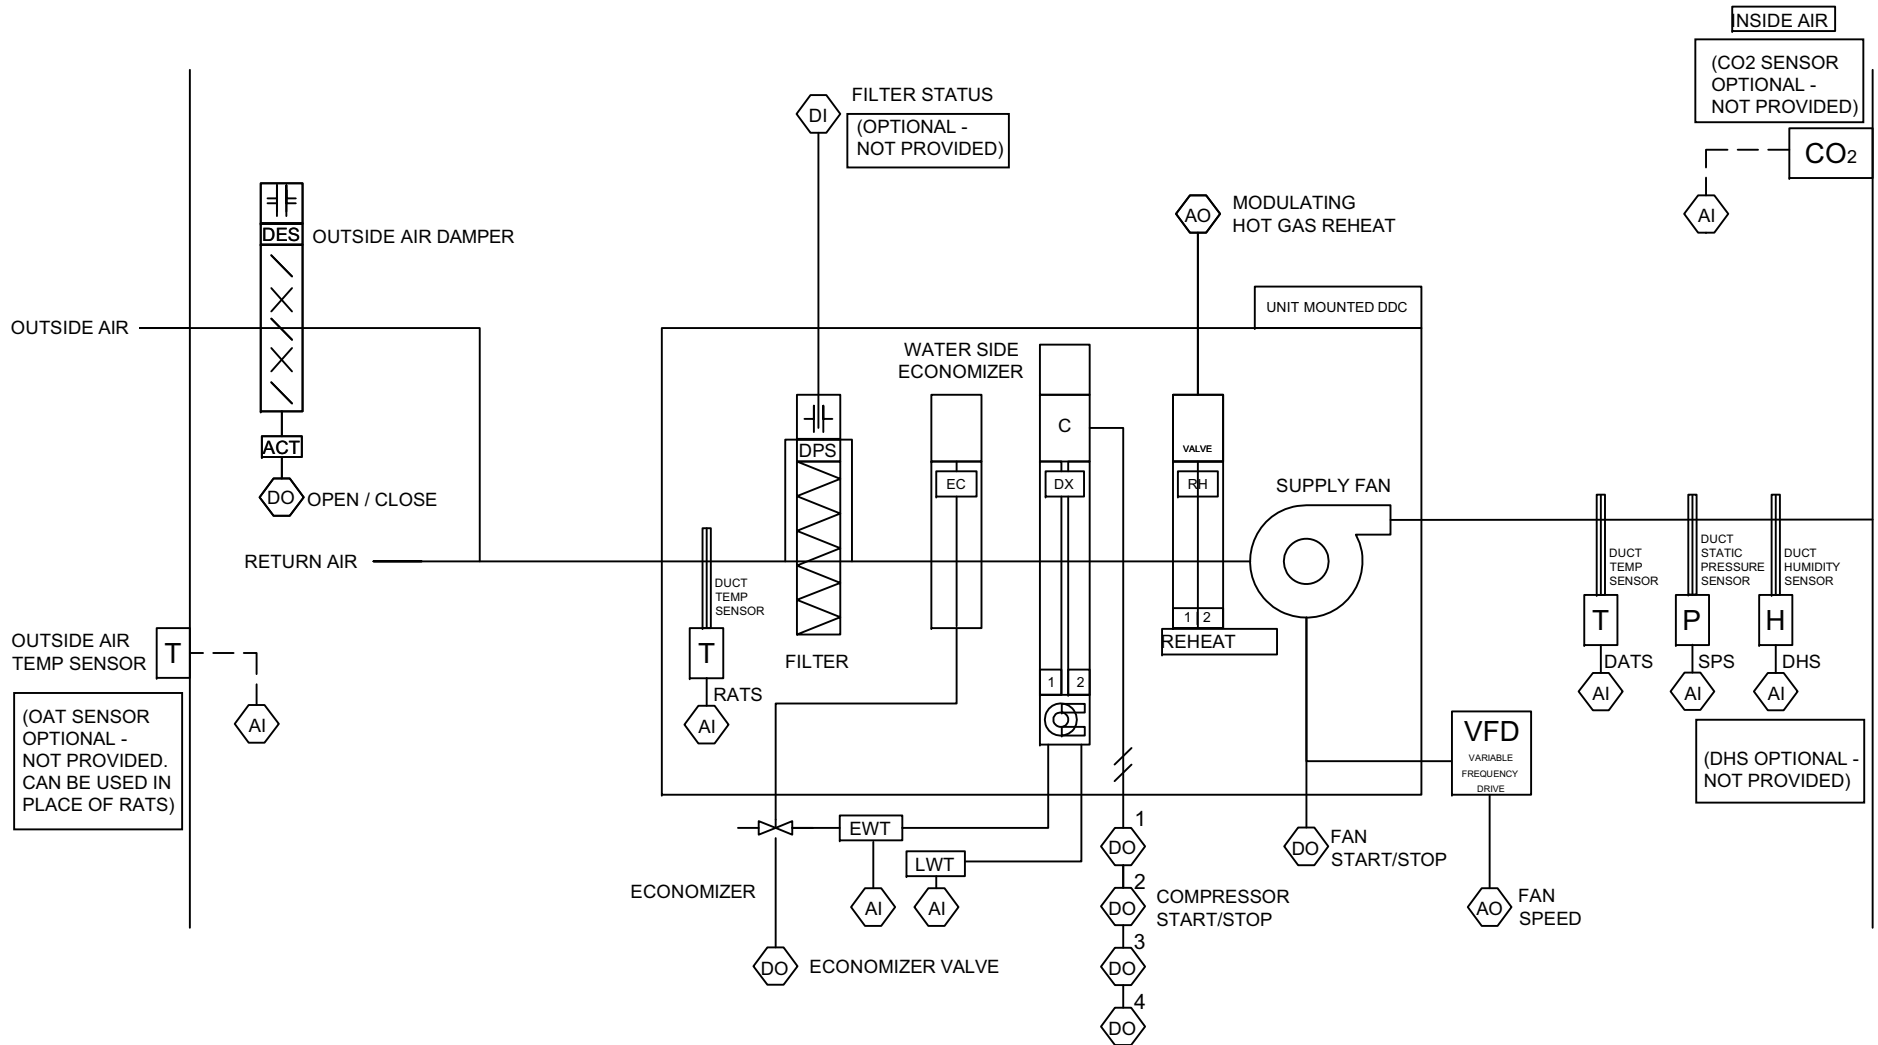 INSIDE AIR
(CO2 SENSOR
OPTIONAL -
NOT PROVIDED)
CO2
AI
DI
FILTER STATUS
(OPTIONAL -
NOT PROVIDED)
AO
MODULATING
HOT GAS REHEAT
DES
OUTSIDE AIR DAMPER
OUTSIDE AIR
ACT
DO
OPEN / CLOSE
RETURN AIR
UNIT MOUNTED DDC
WATER SIDE
ECONOMIZER
DPS
EC
C
DX
VALVE
RH
SUPPLY FAN
DUCT
TEMP
SENSOR
T
RATS
AI
FILTER
1 2
1 2
REHEAT
DUCT
TEMP
SENSOR
DUCT
STATIC
PRESSURE
SENSOR
DUCT
HUMIDITY
SENSOR
T
P
H
DATS
SPS
DHS
AI
AI
AI
(DHS OPTIONAL -
NOT PROVIDED)
OUTSIDE AIR
TEMP SENSOR
T
AI
(OAT SENSOR
OPTIONAL -
NOT PROVIDED.
CAN BE USED IN
PLACE OF RATS)
VFD
VARIABLE
FREQUENCY
DRIVE
EWT
LWT
AI
AI
ECONOMIZER
DO
ECONOMIZER VALVE
1
DO
2
DO
3
DO
4
DO
COMPRESSOR
START/STOP
DO
FAN
START/STOP
AO
FAN
SPEED